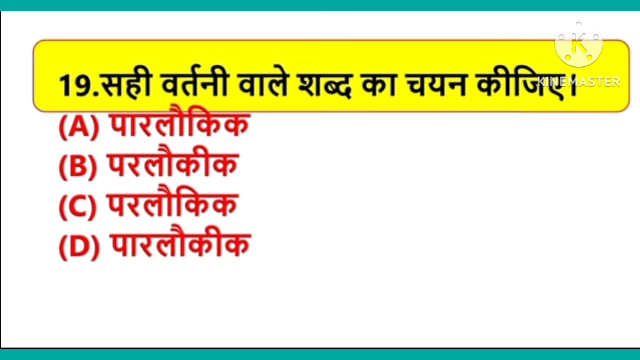 K
KINEMASTER
19.सही वर्तनी वाले शब्द का चयन कीजिए।
(A) पारलौकिक
(B) परलौकीक
(C) परलौकिक
(D) पारलौकीक